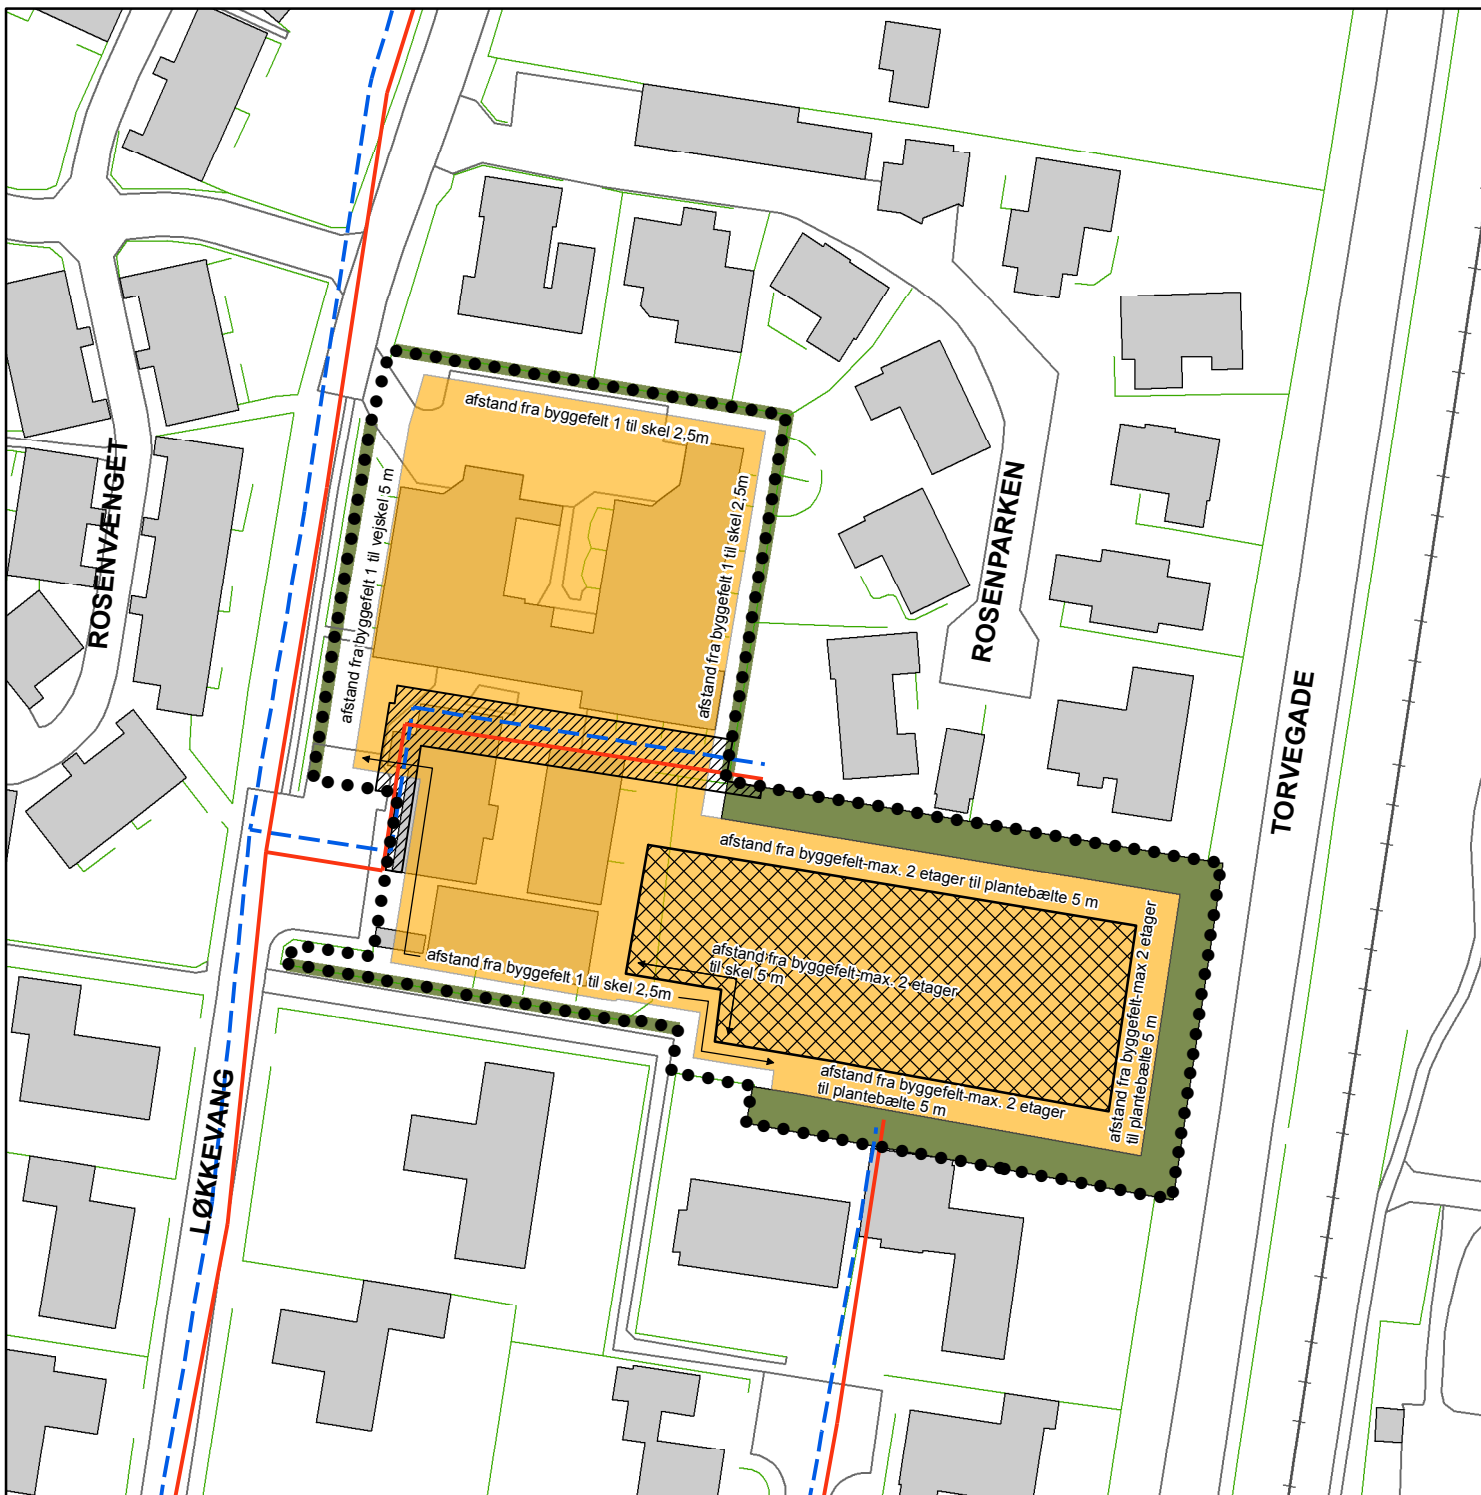 afstand fra byggefelt 1 til skel 2,5m
afstand fra byggefelt 1 til vejskel 5 m
afstand fra byggefelt 1 til skel 2,5m
ROSENVÆNGET
ROSENPARKEN
TORVEGADE
afstand fra byggefelt-max. 2 etager til plantebælte 5 m
afstand fra byggefelt-max. 2 etager
til skel 5 m
afstand fra byggefelt 1 til skel 2,5m
afstand fra byggefelt-max 2 etager
til plantebælte 5 m
afstand fra byggefelt-max. 2 etager
til plantebælte 5 m
LØKKEVANG